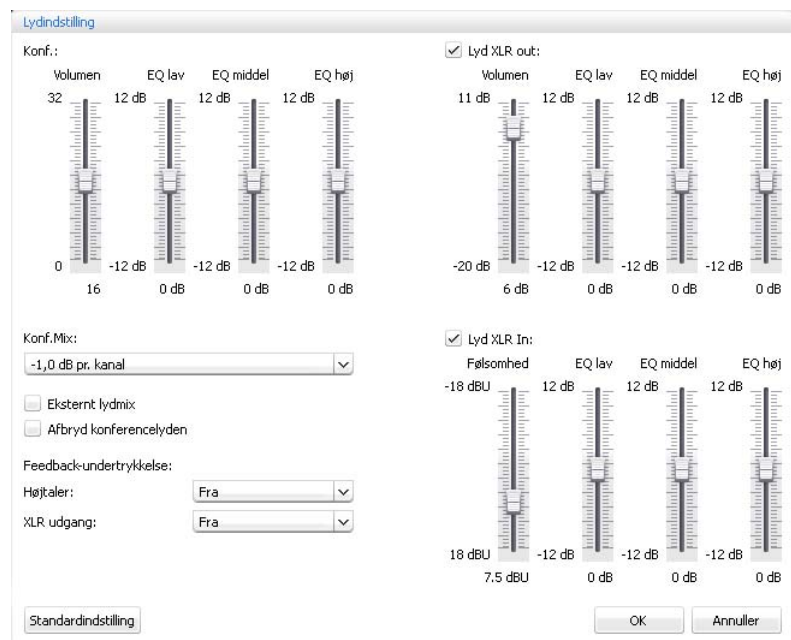 Lydindstilling
Konf.:
Volumen EQ lav EQ middel EQ høj
32 12 dB 12 dB 12 dB
0 -12 dB -12 dB -12 dB
16 0 dB 0 dB 0 dB
Lyd XLR out:
Volumen EQ lav EQ middel EQ høj
11 dB 12 dB 12 dB 12 dB
-20 dB -12 dB -12 dB -12 dB
6 dB 0 dB 0 dB 0 dB
Konf.Mix:
-1,0 dB pr. kanal
Eksternt lydmix
Afbryd konferencelyden
Feedback-undertrykkelse:
Højtaler: Fra
XLR udgang: Fra
Lyd XLR In:
Følsomhed EQ lav EQ middel EQ høj
-18 dBU 12 dB 12 dB 12 dB
18 dBU -12 dB -12 dB -12 dB
7.5 dBU 0 dB 0 dB 0 dB
Standardindstilling OK Annuller